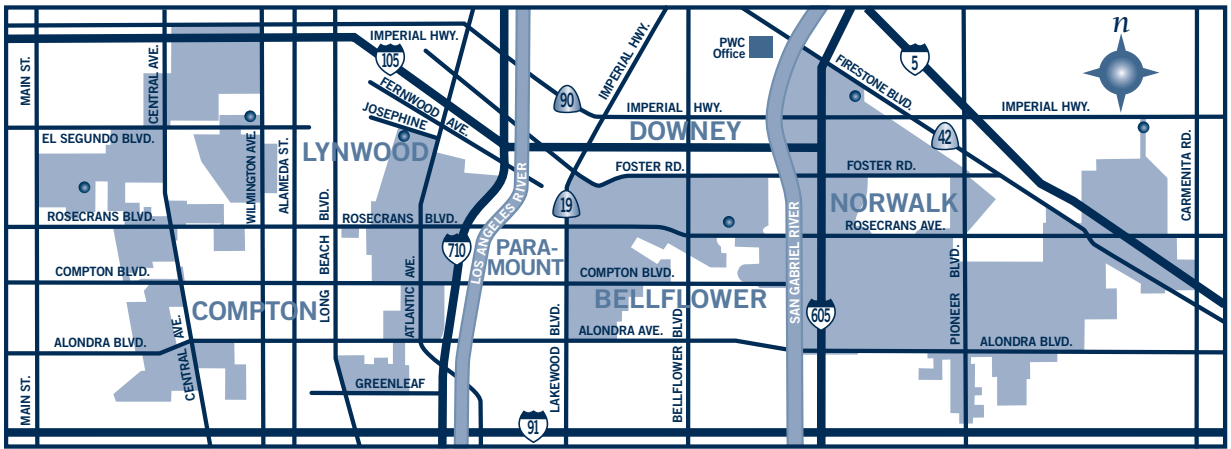 IMPERIAL HWY.
n
PWC
Office
105
5
MAIN ST.
CENTRAL AVE.
FERNWOOD AVE.
IMPERIAL HWY.
FIRESTONE BLVD.
90
IMPERIAL HWY.
IMPERIAL HWY.
JOSEPHINE
DOWNEY
EL SEGUNDO BLVD.
42
LYNWOOD
WILMINGTON AVE.
ALAMEDA ST.
FOSTER RD.
FOSTER RD.
CARMENITA RD.
LOS ANGELES RIVER
19
NORWALK
ROSECRANS BLVD.
ROSECRANS BLVD.
ROSECRANS AVE.
710
PARA-
MOUNT
LONG BEACH BLVD.
SAN GABRIEL RIVER
COMPTON BLVD.
COMPTON BLVD.
PIONEER BLVD.
ATLANTIC AVE.
BELLFLOWER
COMPTON
605
LAKEWOOD BLVD.
BELLFLOWER BLVD.
ALONDRA BLVD.
CENTRAL AVE.
ALONDRA AVE.
ALONDRA BLVD.
GREENLEAF
MAIN ST.
91